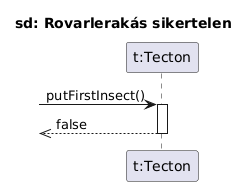 sd: Rovarlerakás sikertelen
t:Tecton
putFirstInsect()
false
t:Tecton